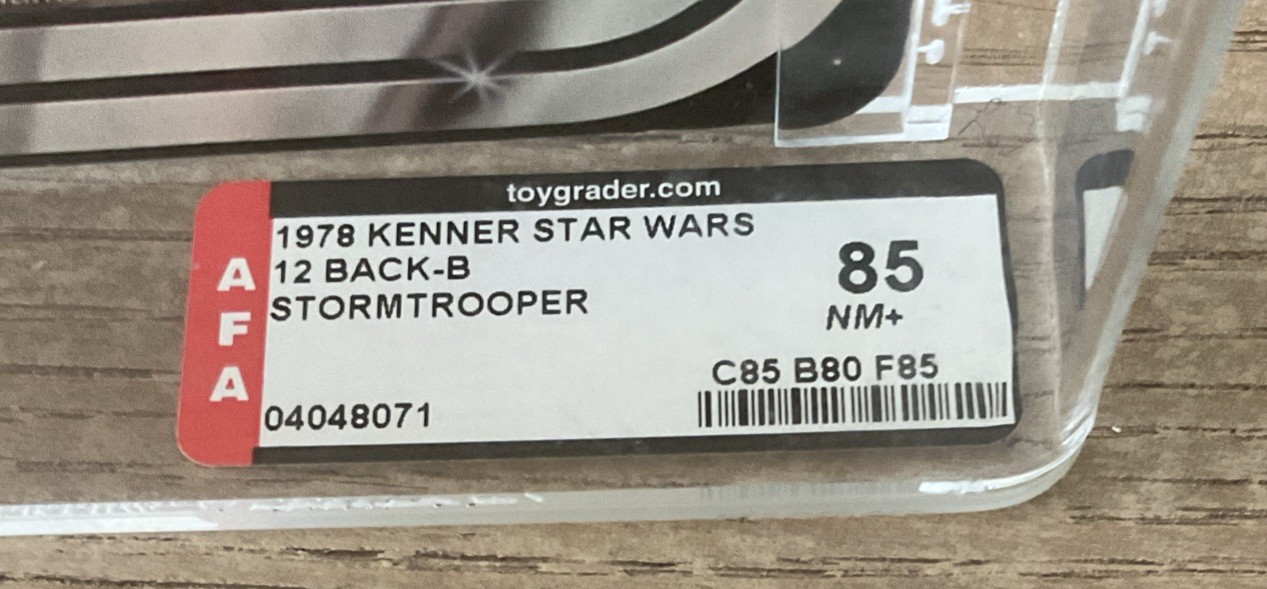 toygrader.com
AFA
1978 KENNER STAR WARS
12 BACK-B
STORMTROOPER
85
NM+
C85 B80 F85
04048071